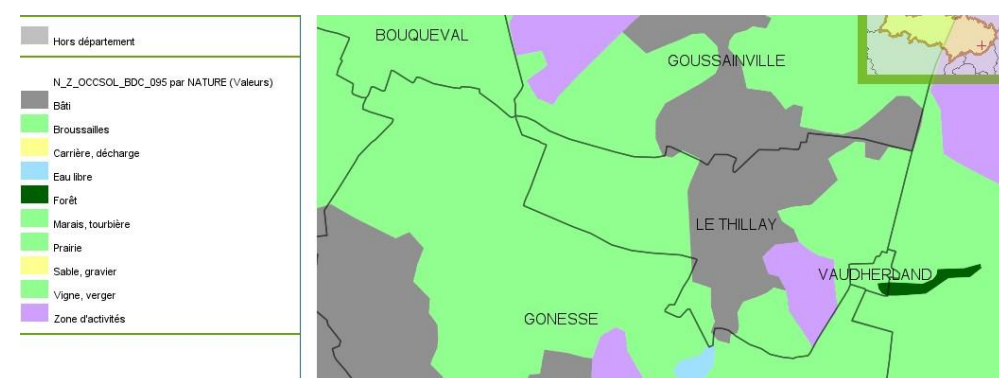 Hors département
N_Z_OCCSOL_BDC_095 par NATURE (Valeurs)
Bâti
Broussailles
Carrière, décharge
Eau libre
Forêt
Marais, tourbière
Prairie
Sable, gravier
Vigne, verger
Zone d'activités
BOUQUEVAL
GOUSSAINVILLE
LE THILLAY
VAUDHERLAND
GONESSE